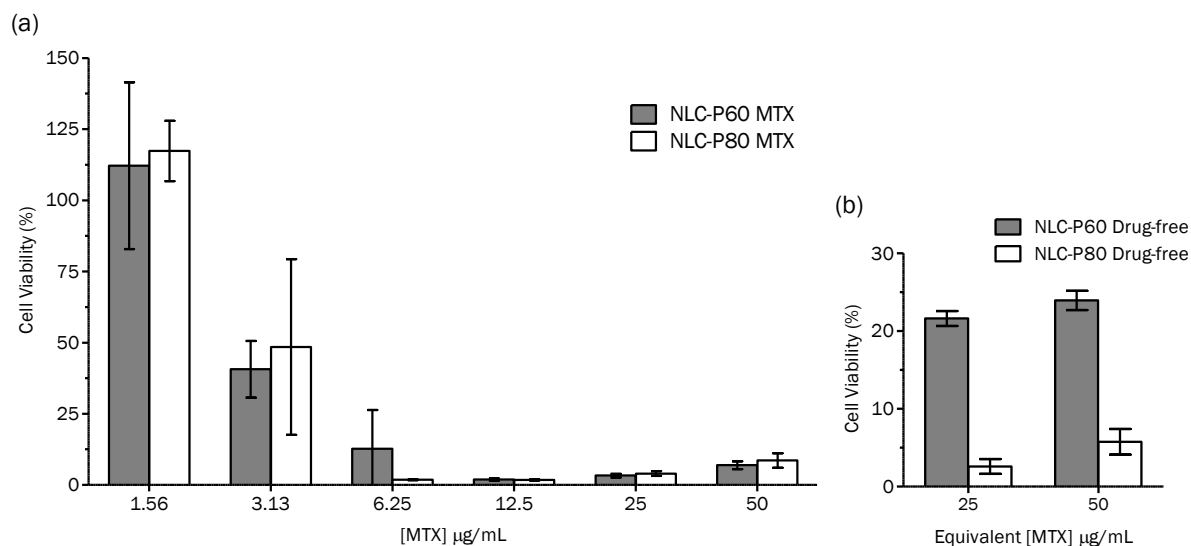 (a)
150
125
100
75
50
25
0
Cell Viability (%)
NLC-P60 MTX
NLC-P80 MTX
1.56 3.13 6.25 12.5 25 50
[MTX] µg/mL
(b)
NLC-P60 Drug-free
NLC-P80 Drug-free
30
20
10
0
Cell Viability (%)
25 50
Equivalent [MTX] µg/mL